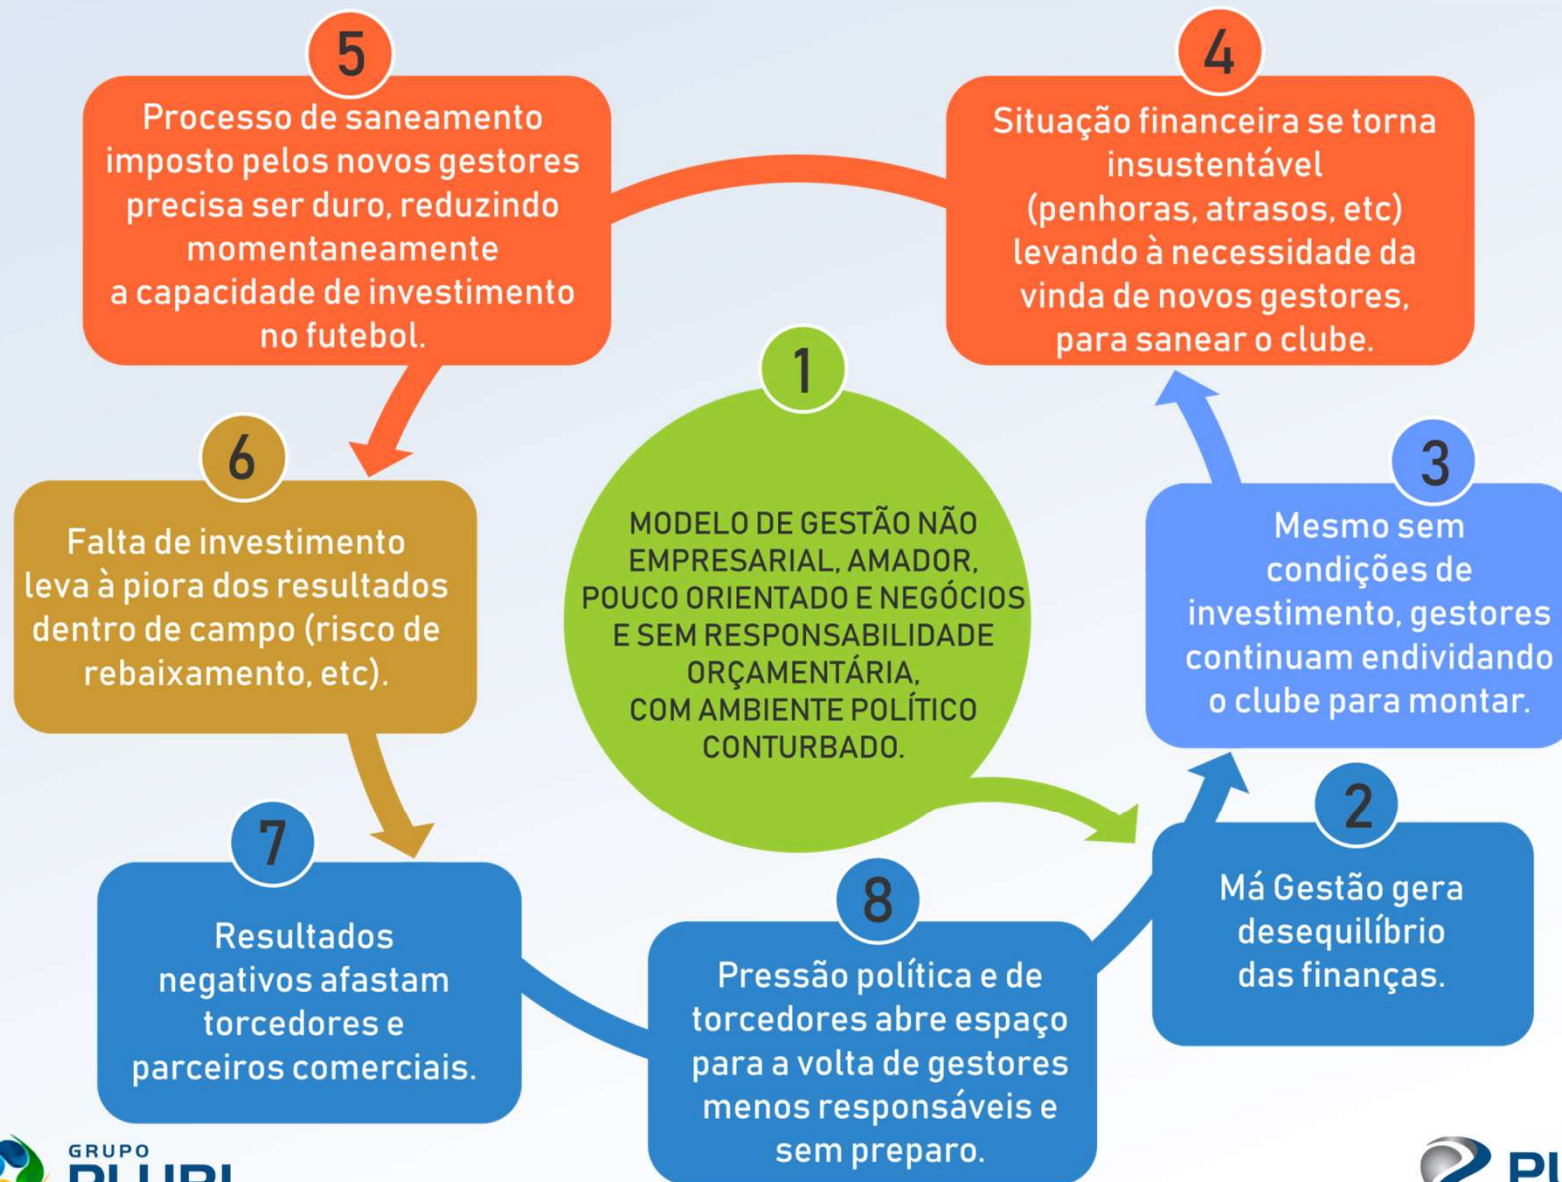 1
MODELO DE GESTÃO NÃO
EMPRESARIAL, AMADOR,
POUCO ORIENTADO E NEGÓCIOS
E SEM RESPONSABILIDADE
ORÇAMENTÁRIA,
COM AMBIENTE POLÍTICO
CONTURBADO.
2
Má Gestão gera
desequilíbrio
das finanças.
3
Mesmo sem
condições de
investimento, gestores
continuam endividando
o clube para montar.
4
Situação financeira se torna
insustentável
(penhoras, atrasos, etc)
levando à necessidade da
vinda de novos gestores,
para sanear o clube.
5
Processo de saneamento
imposto pelos novos gestores
precisa ser duro, reduzindo
momentaneamente
a capacidade de investimento
no futebol.
6
Falta de investimento
leva à piora dos resultados
dentro de campo (risco de
rebaixamento, etc).
7
Resultados
negativos afastam
torcedores e
parceiros comerciais.
8
Pressão política e de
torcedores abre espaço
para a volta de gestores
menos responsáveis e
sem preparo.
GRUPO
PLURI